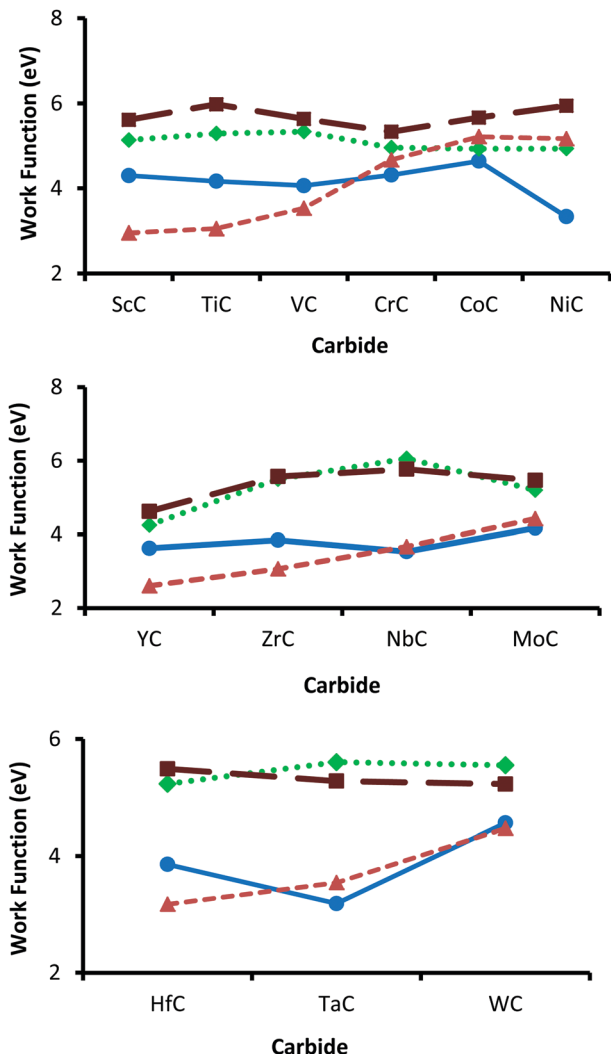 Work Function (eV)
8
6
4
2
ScC TiC VC CrC CoC NiC
Carbide
Work Function (eV)
8
6
4
2
YC ZrC NbC MoC
Carbide
Work Function (eV)
6
4
2
HfC TaC WC
Carbide